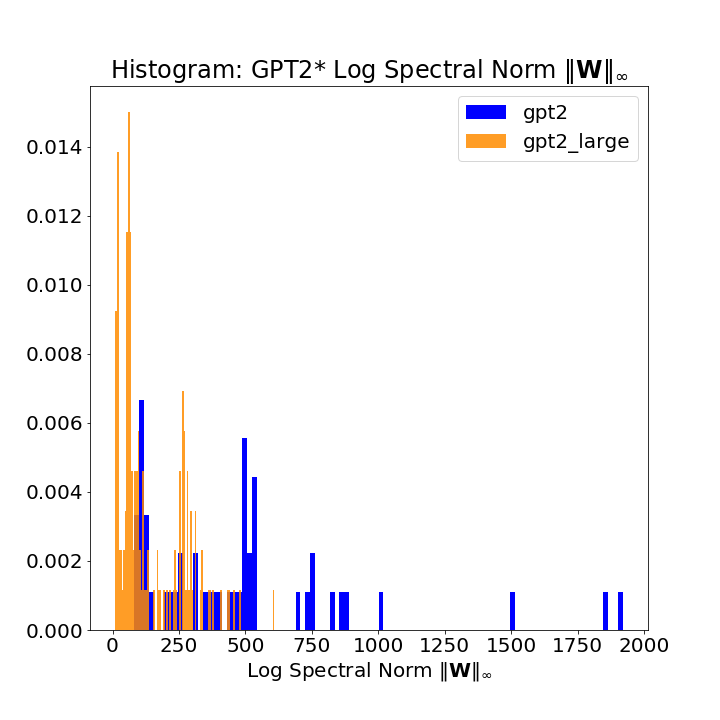 Histogram: GPT2* Log Spectral Norm ‖W‖∞
gpt2
gpt2_large
0.014
0.012
0.010
0.008
0.006
0.004
0.002
0.000
0 250 500 750 1000 1250 1500 1750 2000
Log Spectral Norm ‖W‖∞